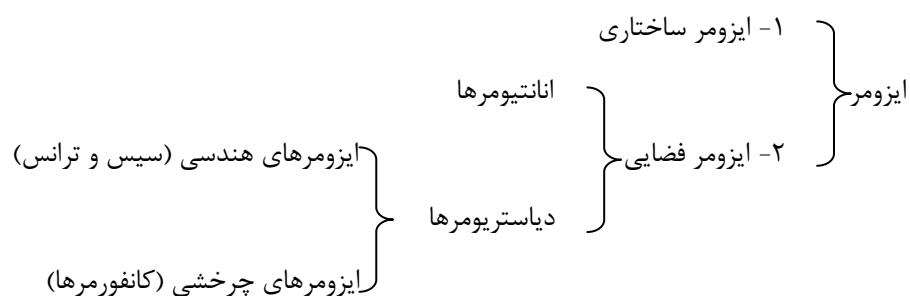 ۱- ایزومر ساختاری
ایزومر
انانتیومرها
۲- ایزومر فضایی
ایزومرهای هندسی (سیس و ترانس)
دیاستریومرها
ایزومرهای چرخشی (کانفورمرها)